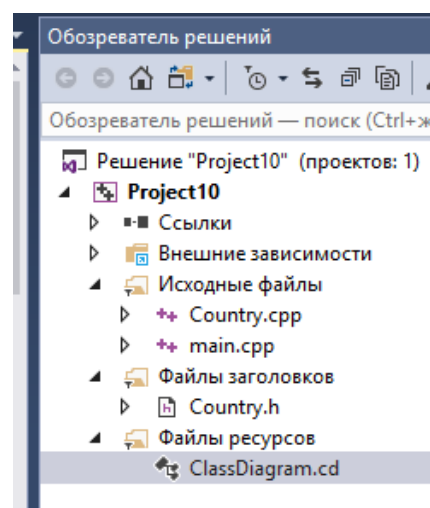 Обозреватель решений
Обозреватель решений — поиск (Ctrl+ж
Решение "Project10" (проектов: 1)
Project10
Ссылки
Внешние зависимости
Исходные файлы
Country.cpp
main.cpp
Файлы заголовков
Country.h
Файлы ресурсов
ClassDiagram.cd